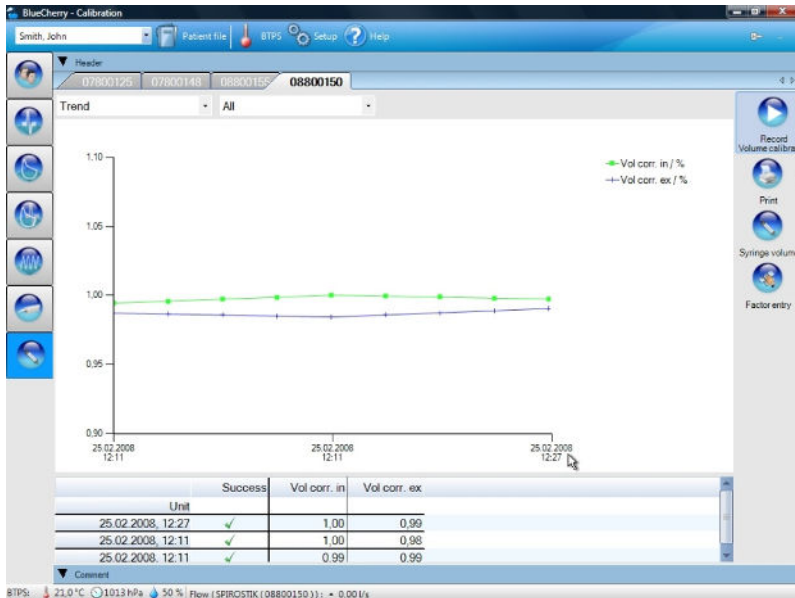 BlueCherry - Calibration
Smith, John Patient file BTPS Setup Help
Header
07800125 07800148 08800155 08800150
Trend All
Record
Volume calibra
Print
Syringe volum
Factor entry
Vol corr. in / %
Vol corr. ex / %
1,10
1,05
1,00
0,95
0,90
25.02.2008 25.02.2008 25.02.2008
12:11 12:11 12:27
Success Vol corr. in Vol corr. ex
Unit
25.02.2008, 12:27 1,00 0,99
25.02.2008, 12:11 1,00 0,98
25.02.2008, 12:11 0,99 0,99
Comment
BTPS: 21,0 °C 1013 hPa 50 % Flow (SPIROSTIK (08800150)): 0,00 l/s